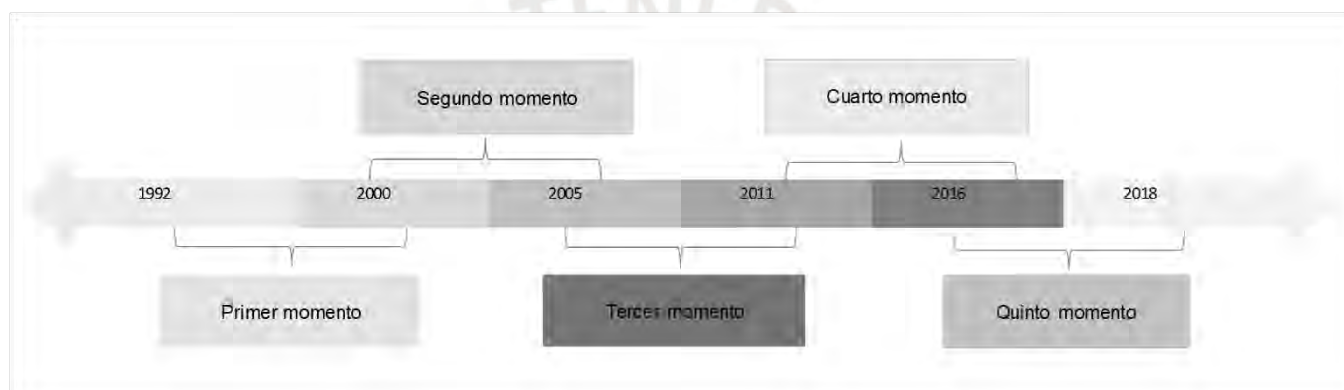 Segundo momento
Cuarto momento
1992 2000 2005 2011 2016 2018
Primer momento
Tercer momento
Quinto momento